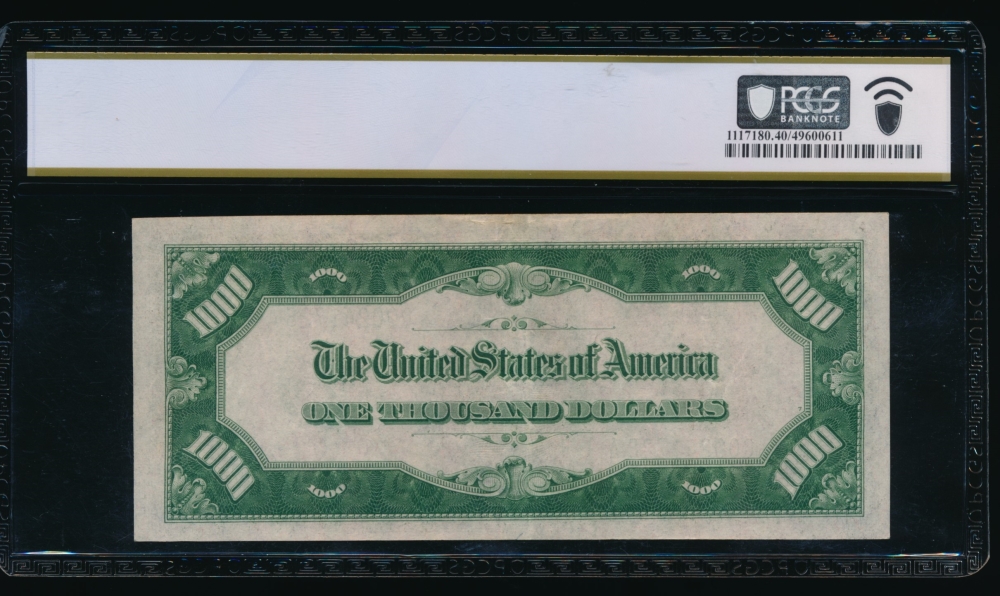 PCGS
BANKNOTE
1117180.40/49600611
1000 1000 1000 1000
The United States of America
ONE THOUSAND DOLLARS
1000 1000 1000 1000